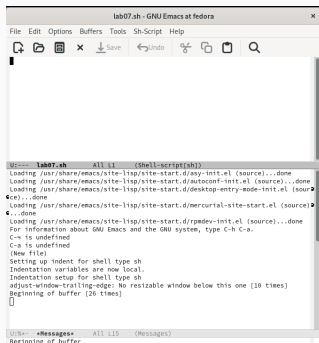 lab07.sh - GNU Emacs at fedora
File Edit Options Buffers Tools Sh-Script Help
Save Undo
U:--- lab07.sh All L1 (Shell-script[sh])
Loading /usr/share/emacs/site-lisp/site-start.d/asy-init.el (source)...done
Loading /usr/share/emacs/site-lisp/site-start.d/autoconf-init.el (source)...done
Loading /usr/share/emacs/site-lisp/site-start.d/desktop-entry-mode-init.el (sour
ce)...done
Loading /usr/share/emacs/site-lisp/site-start.d/mercurial-site-start.el (source)
...done
Loading /usr/share/emacs/site-lisp/site-start.d/rpmdev-init.el (source)...done
For information about GNU Emacs and the GNU system, type C-h C-a.
is undefined
C-a is undefined
(New file)
Setting up indent for shell type sh
Indentation variables are now local.
Indentation setup for shell type sh
adjust-window-trailing-edge: No resizable window below this one [10 times]
Beginning of buffer [26 times]
U:%*- *Messages* All L15 (Messages)
Beginning of buffer